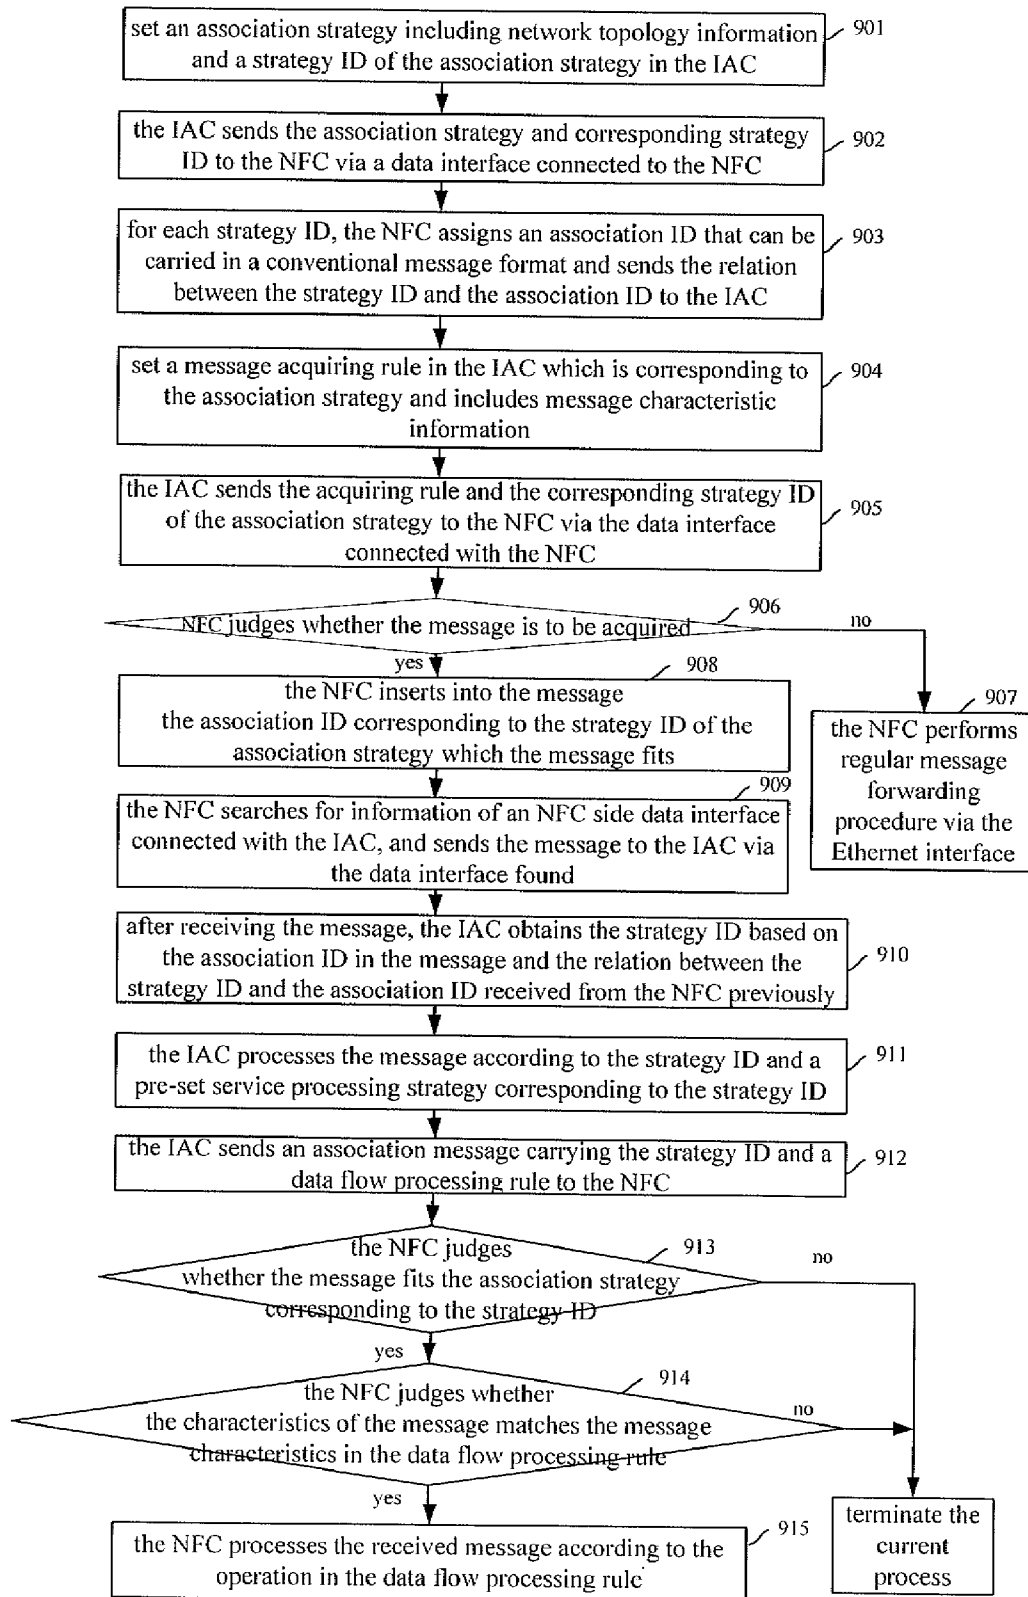 set an association strategy including network topology information
and a strategy ID of the association strategy in the IAC
901
the IAC sends the association strategy and corresponding strategy
ID to the NFC via a data interface connected to the NFC
902
for each strategy ID, the NFC assigns an association ID that can be
carried in a conventional message format and sends the relation
between the strategy ID and the association ID to the IAC
903
set a message acquiring rule in the IAC which is corresponding to
the association strategy and includes message characteristic
information
904
the IAC sends the acquiring rule and the corresponding strategy ID
of the association strategy to the NFC via the data interface
connected with the NFC
905
NFC judges whether the message is to be acquired
906
no
yes
907
the NFC performs
regular message
forwarding
procedure via the
Ethernet interface
908
the NFC inserts into the message
the association ID corresponding to the strategy ID of the
association strategy which the message fits
909
the NFC searches for information of an NFC side data interface
connected with the IAC, and sends the message to the IAC via
the data interface found
after receiving the message, the IAC obtains the strategy ID based on
the association ID in the message and the relation between the
strategy ID and the association ID received from the NFC previously
910
the IAC processes the message according to the strategy ID and a
pre-set service processing strategy corresponding to the strategy ID
911
the IAC sends an association message carrying the strategy ID and a
data flow processing rule to the NFC
912
the NFC judges
whether the message fits the association strategy
corresponding to the strategy ID
913
no
yes
the NFC judges whether
the characteristics of the message matches the message
characteristics in the data flow processing rule
914
no
yes
the NFC processes the received message according to the
operation in the data flow processing rule
915
terminate the
current
process